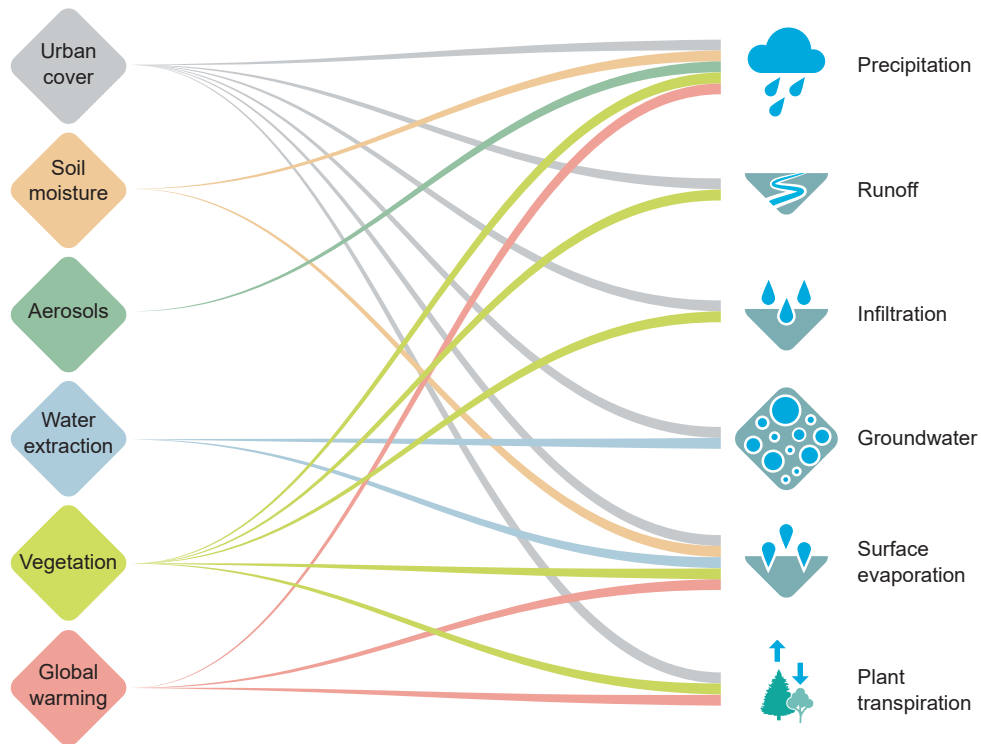 Urban
cover
Soil
moisture
Aerosols
Water
extraction
Vegetation
Global
warming
Precipitation
Runoff
Infiltration
Groundwater
Surface
evaporation
Plant
transpiration